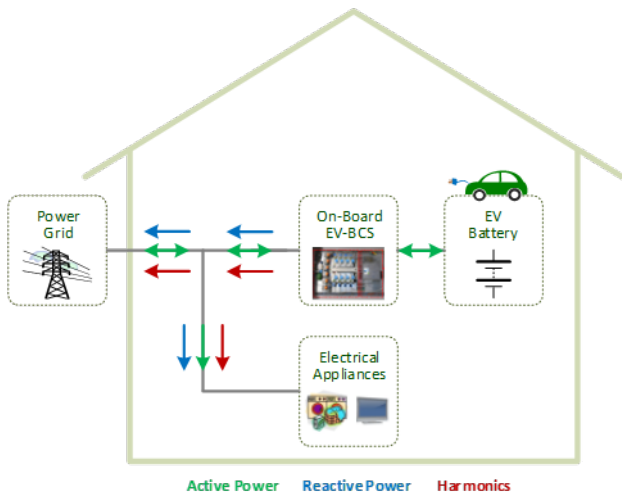 Power
Grid
On-Board
EV-BCS
EV
Battery
Electrical
Appliances
Active Power Reactive Power Harmonics